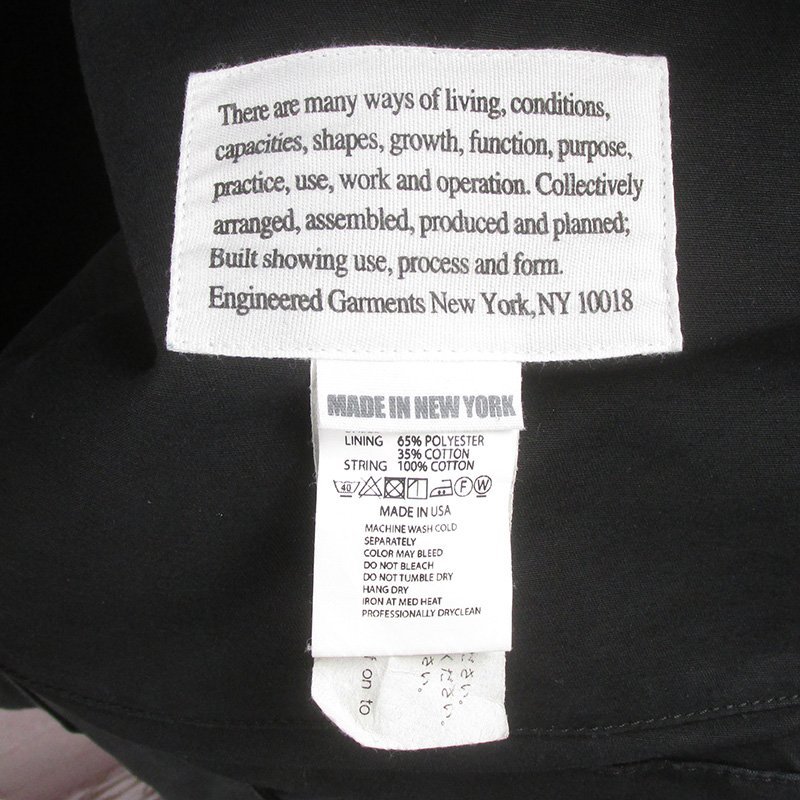 There are many ways of living, conditions,
capacities, shapes, growth, function, purpose,
practice, use, work and operation. Collectively
arranged, assembled, produced and planned;
Built showing use, process and form.
Engineered Garments New York, NY 10018
MADE IN NEW YORK
LINING 65% POLYESTER
35% COTTON
STRING 100% COTTON
40 F W
MADE IN USA
MACHINE WASH COLD
SEPARATELY
COLOR MAY BLEED
DO NOT BLEACH
DO NOT TUMBLE DRY
HANG DRY
IRON AT MED HEAT
PROFESSIONALLY DRYCLEAN
on to